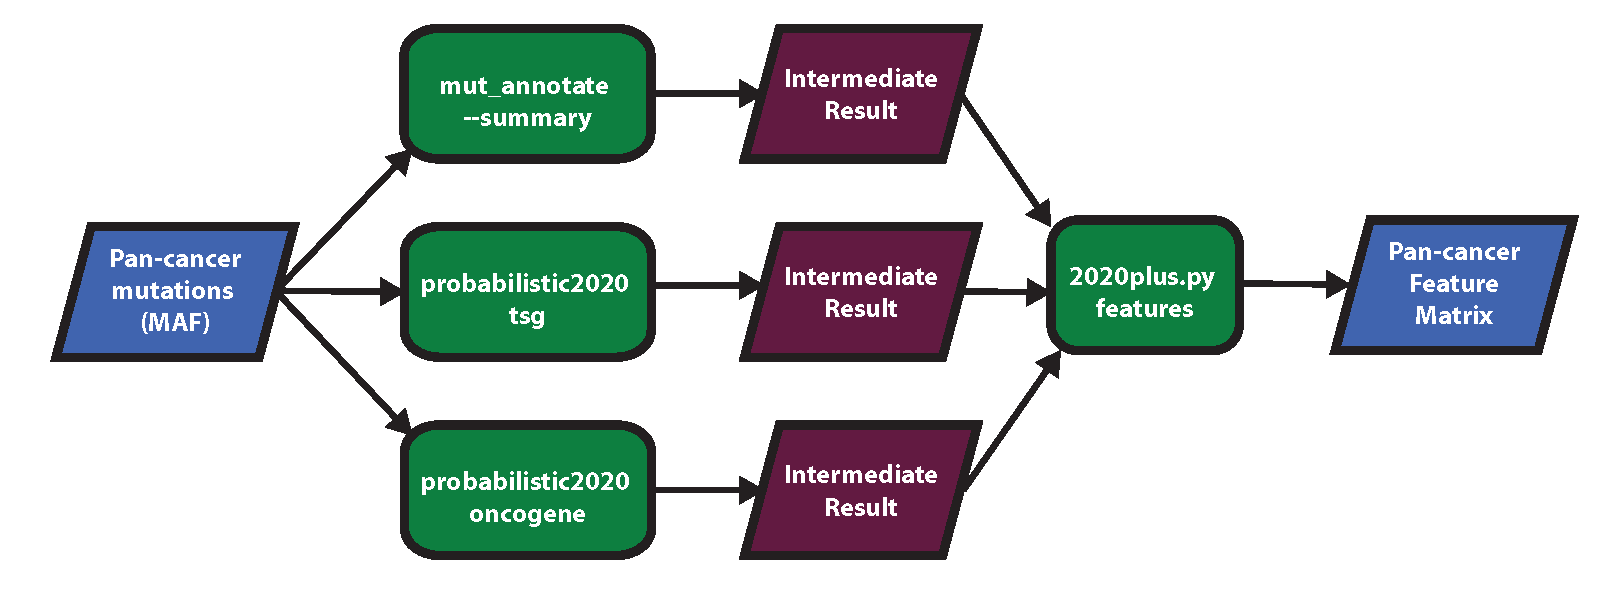 Pan-cancer
mutations
(MAF)
mut_annotate
--summary
Intermediate
Result
probabilistic2020
tsg
Intermediate
Result
probabilistic2020
oncogene
Intermediate
Result
2020plus.py
features
Pan-cancer
Feature
Matrix